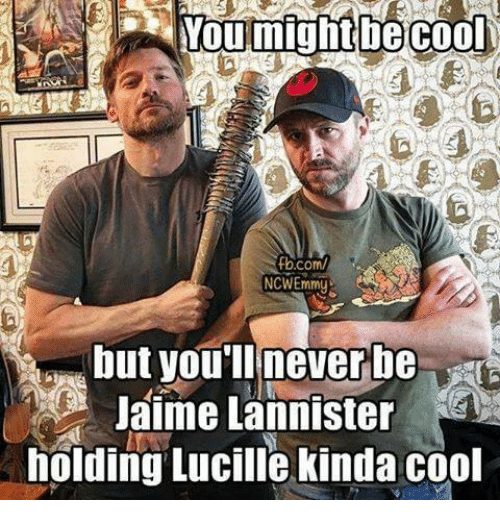 You might be cool
fb.com/
NCWEmmy
but you'll never be
Jaime Lannister
holding Lucille kinda cool